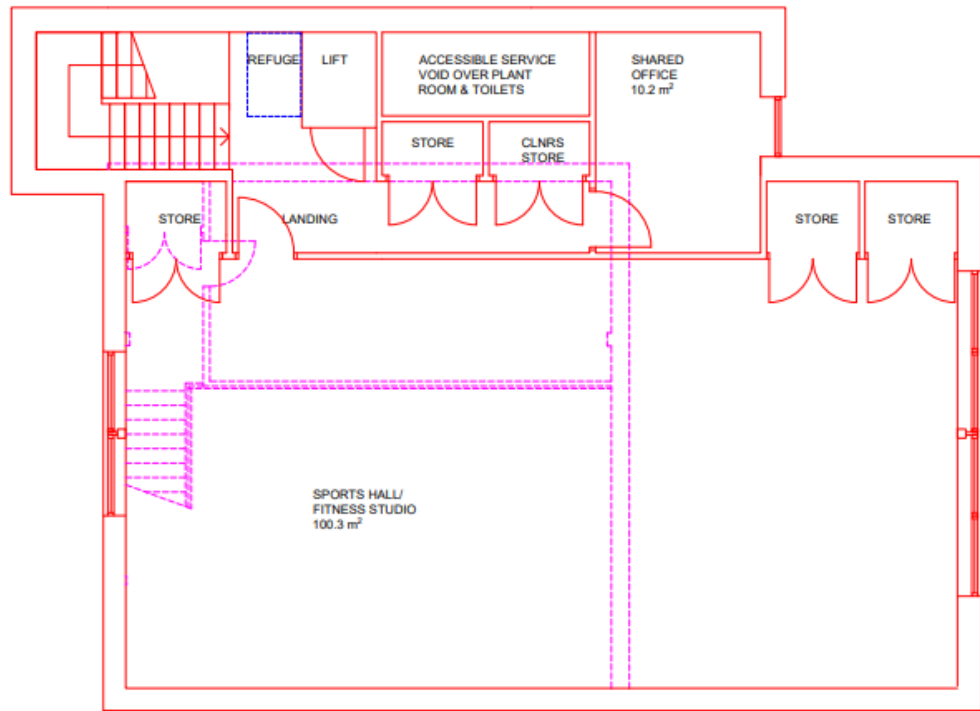 REFUGE
LIFT
ACCESSIBLE SERVICE
VOID OVER PLANT
ROOM & TOILETS
SHARED
OFFICE
10.2 m²
STORE
CLNRS
STORE
STORE
LANDING
STORE
STORE
SPORTS HALL/
FITNESS STUDIO
100.3 m²